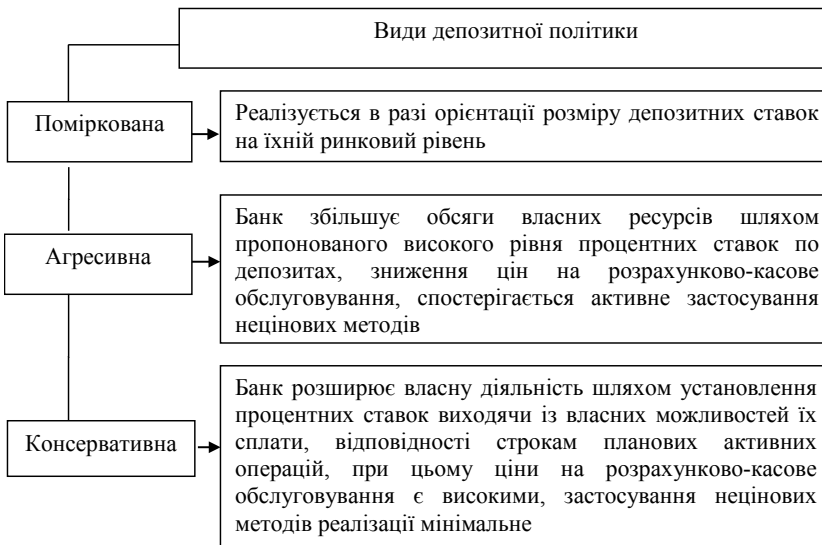 Види депозитної політики
Поміркована
Реалізується в разі орієнтації розміру депозитних ставок
на їхній ринковий рівень
Агресивна
Банк збільшує обсяги власних ресурсів шляхом
пропонованого високого рівня процентних ставок по
депозитах, зниження цін на розрахунково-касове
обслуговування, спостерігається активне застосування
нецінових методів
Консервативна
Банк розширює власну діяльність шляхом установлення
процентних ставок виходячи із власних можливостей їх
сплати, відповідності строкам планових активних
операцій, при цьому ціни на розрахунково-касове
обслуговування є високими, застосування нецінових
методів реалізації мінімальне